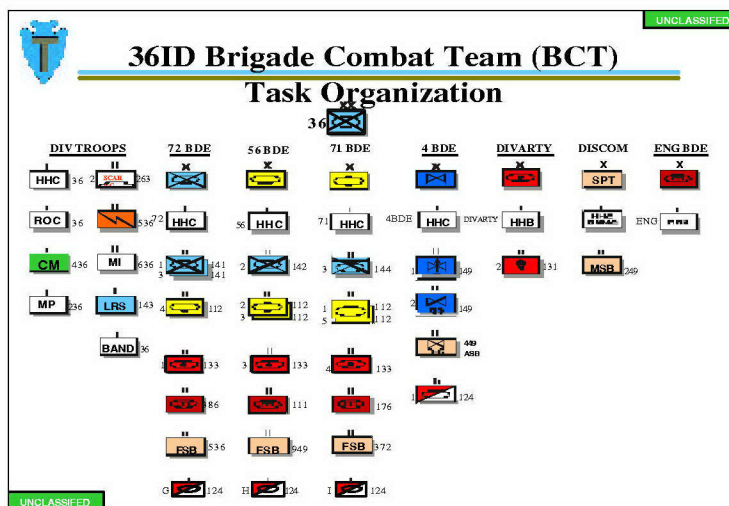 UNCLASSIFED
36ID Brigade Combat Team (BCT)
Task Organization
XX
36
DIV TROOPS 72 BDE 56 BDE 71 BDE 4 BDE DIVARTY DISCOM ENG BDE
X X X X X X X
HHC 36 2 SCAB 263 SPT
ROC 36 536 72 HHC 56 HHC 71 HHC 4BDE HHC DIVARTY HHB ENG
CM 436 MI 636 1 3 141 141 2 142 3 144 1 149 2 131 MSB 249
MP 236 LRS 143 4 112 2 3 112 112 1 5 112 112 2 149
BAND 36 449
ASB
1 133 3 133 4 133
386 111 176 1 124
FSB 536 FSB 949 FSB 372
G 124 H 124 I 124
UNCLASSIFED